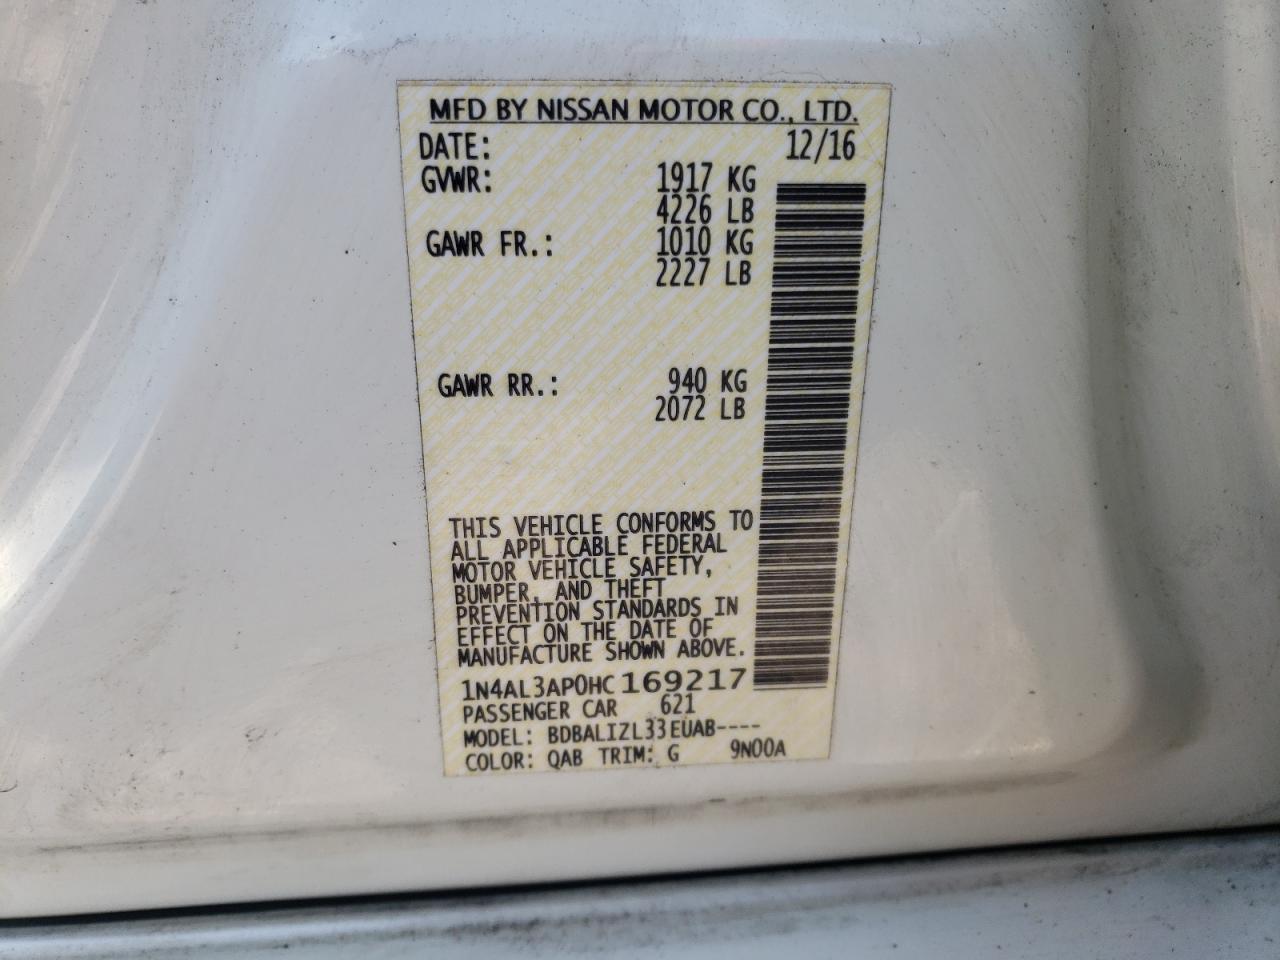 MFD BY NISSAN MOTOR CO., LTD.
DATE: 12/16
GVWR: 1917 KG
4226 LB
GAWR FR.: 1010 KG
2227 LB
GAWR RR.: 940 KG
2072 LB
THIS VEHICLE CONFORMS TO
ALL APPLICABLE FEDERAL
MOTOR VEHICLE SAFETY,
BUMPER, AND THEFT
PREVENTION STANDARDS IN
EFFECT ON THE DATE OF
MANUFACTURE SHOWN ABOVE.
1N4AL3AP0HC169217
PASSENGER CAR 621
MODEL: BDBALIZL33EUAB----
COLOR: QAB TRIM: G 9N00A